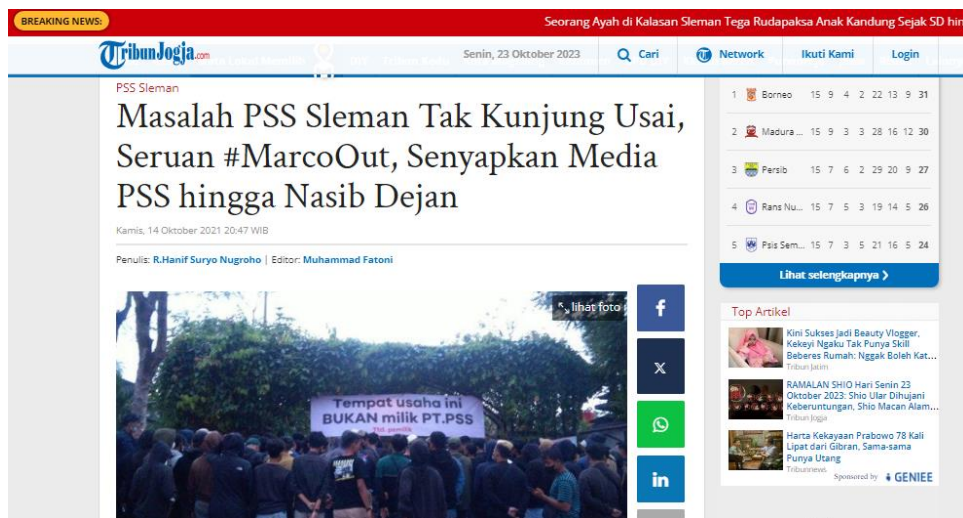 BREAKING NEWS:
Seorang Ayah di Kalasan Sleman Tega Rudapaksa Anak Kandung Sejak SD hin
TribunJogja.com
Senin, 23 Oktober 2023
Cari
Network
Ikuti Kami
Login
PSS Sleman
Masalah PSS Sleman Tak Kunjung Usai,
Seruan #MarcoOut, Senyapkan Media
PSS hingga Nasib Dejan
Kamis, 14 Oktober 2021 20:47 WIB
Penulis: R.Hanif Suryo Nugroho | Editor: Muhammad Fatoni
lihat foto
Tempat usaha ini
BUKAN milik PT.PSS
1 Borneo 15 9 4 2 22 13 9 31
2 Madura ... 15 9 3 3 28 16 12 30
3 Persib 15 7 6 2 29 20 9 27
4 Rans Nu... 15 7 5 3 19 14 5 26
5 Psis Sem... 15 7 3 5 21 16 5 24
Lihat selengkapnya
Top Artikel
Kini Sukses Jadi Beauty Vlogger,
Kekeyi Ngaku Tak Punya Skill
Beberes Rumah: Nggak Boleh Kat...
Tribun Jatim
RAMALAN SHIO Hari Senin 23
Oktober 2023: Shio Ular Dihujani
Keberuntungan, Shio Macan Alam...
Tribun Jogja
Harta Kekayaan Prabowo 78 Kali
Lipat dari Gibran, Sama-sama
Punya Utang
Tribunnews
Sponsored by GENIEE